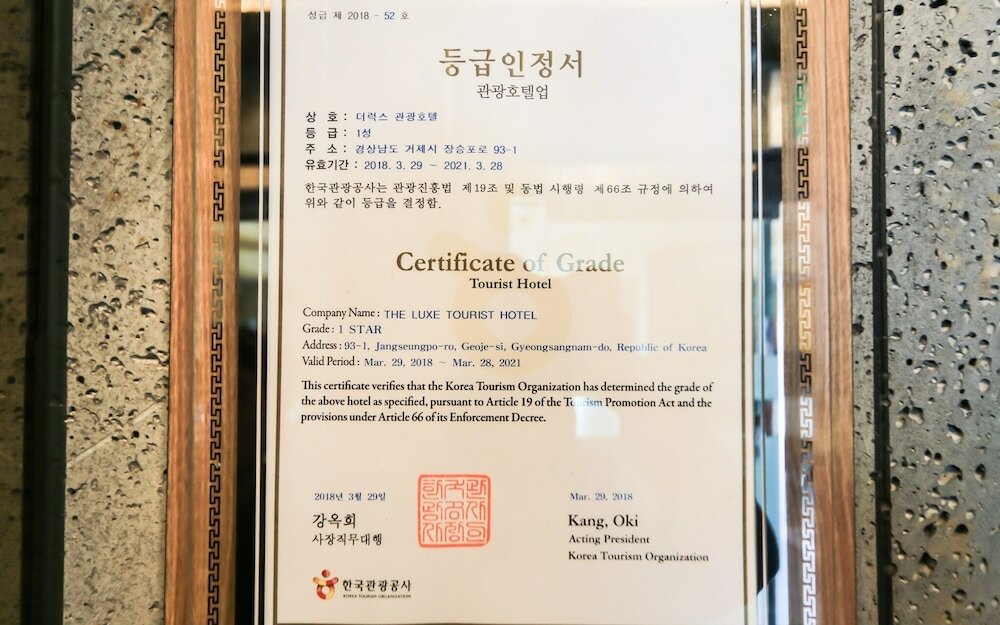 성급 제 2018 - 52 호
등급인정서
관광호텔업
상 호 : 더럭스 관광호텔
등 급 : 1성
주 소 : 경상남도 거제시 장승포로 93-1
유효기간 : 2018. 3. 29 ~ 2021. 3. 28
한국관광공사는 관광진흥법 제19조 및 동법 시행령 제66조 규정에 의하여
위와 같이 등급을 결정함.
Certificate of Grade
Tourist Hotel
Company Name : THE LUXE TOURIST HOTEL
Grade : 1 STAR
Address : 93-1, Jangseungpo-ro, Geoje-si, Gyeongsangnam-do, Republic of Korea
Valid Period : Mar. 29, 2018 ~ Mar. 28, 2021
This certificate verifies that the Korea Tourism Organization has determined the grade of
the above hotel as specified, pursuant to Article 19 of the Tourism Promotion Act and the
provisions under Article 66 of its Enforcement Decree.
2018년 3월 29일
강옥희
사장직무대행
Mar. 29, 2018
Kang, Oki
Acting President
Korea Tourism Organization
한국관광공사
KOREA TOURISM ORGANIZATION